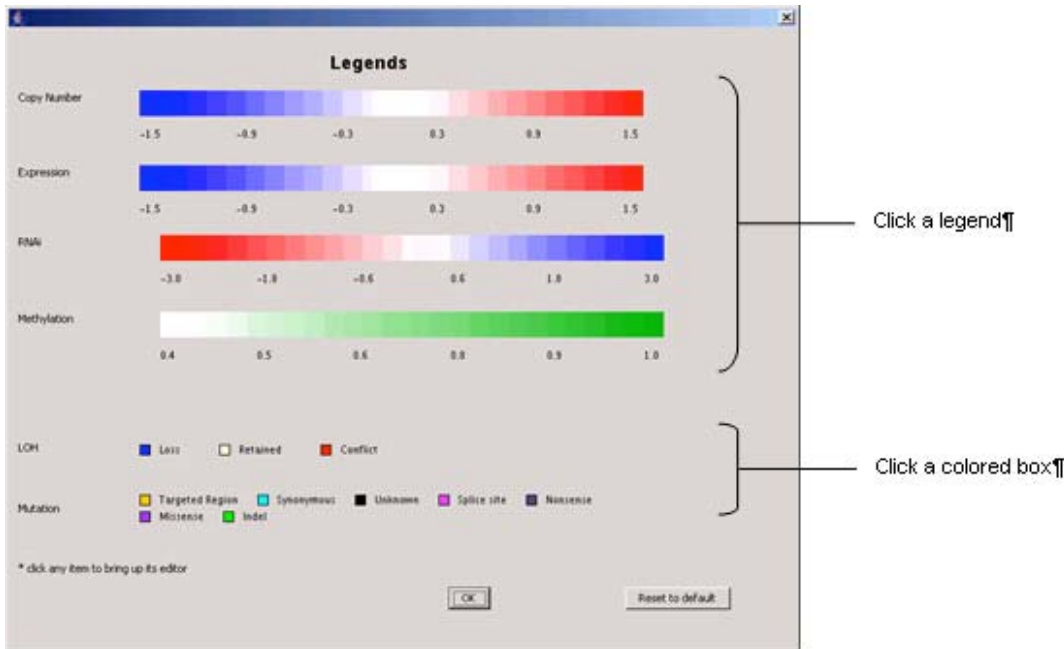 Legends
Copy Number
-1.5 -0.9 -0.3 0.3 0.9 1.5
Expression
-1.5 -0.9 -0.3 0.3 0.9 1.5
RNAi
-3.0 -1.8 -0.6 0.6 1.8 3.0
Methylation
0.4 0.5 0.6 0.8 0.9 1.0
Click a legend¶
LOH
Loss Retained Conflict
Click a colored box¶
Mutation
Targeted Region Synonymous Unknown Splice site Nonsense
Missense Indel
* click any item to bring up its editor
OK Reset to default